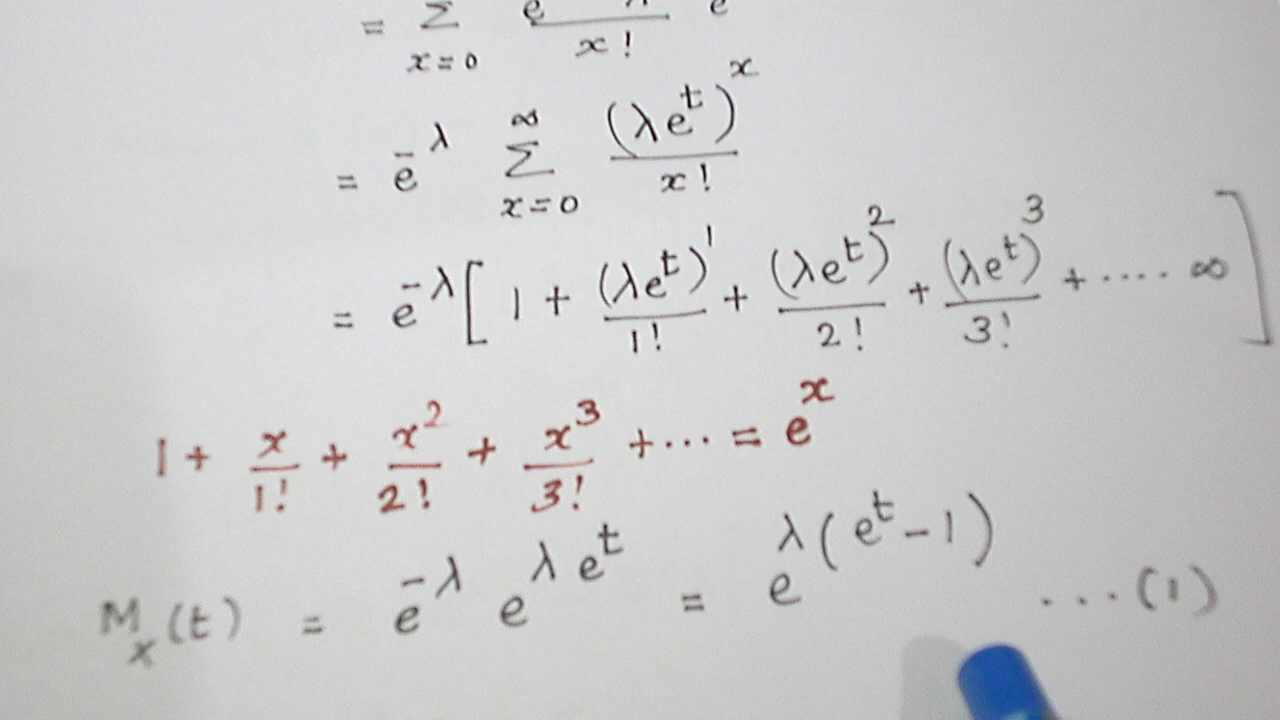 = Σ x=0 e λ / x! e
= e^-λ Σ_{x=0}^{∞} (λe^t)^x / x!
= e^-λ [ 1 + (λe^t)^1 / 1! + (λe^t)^2 / 2! + (λe^t)^3 / 3! + ..... ∞ ]
1 + x/1! + x^2/2! + x^3/3! + ... = e^x
M_x(t) = e^-λ e^{λe^t} = e^{λ(e^t-1)} ...(1)